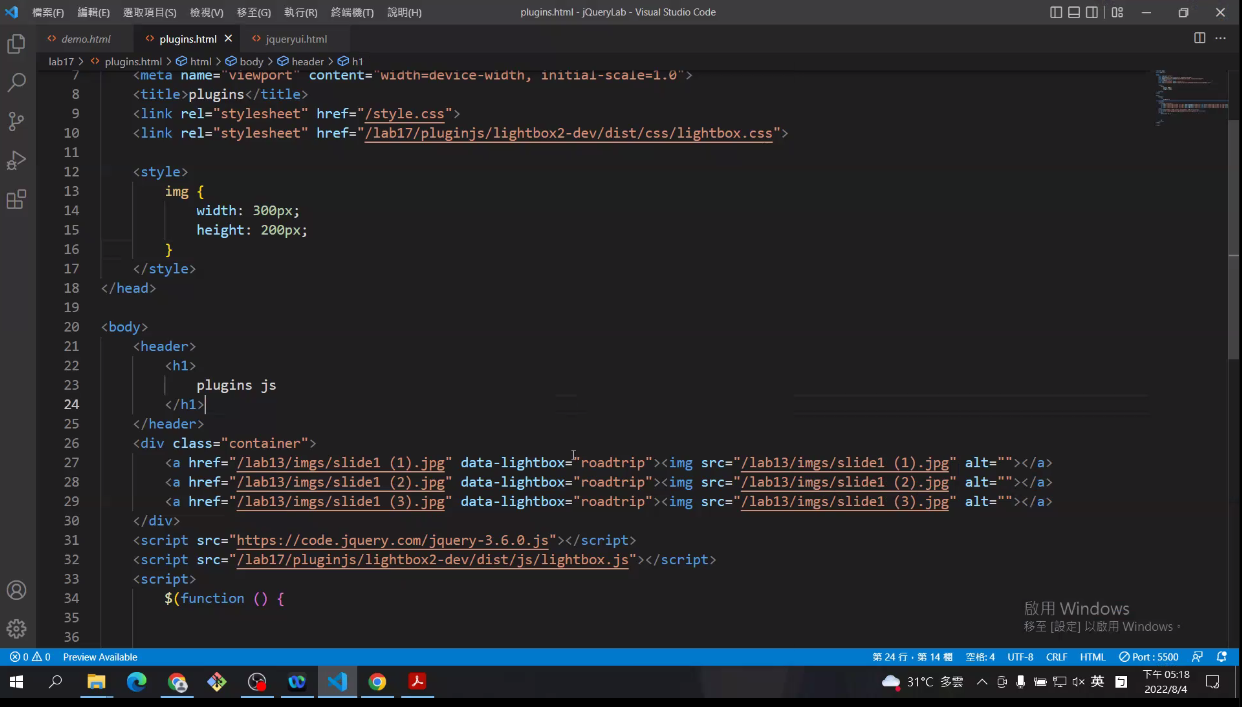 檔案(F) 編輯(E) 選取項目(S) 檢視(V) 移至(G) 執行(R) 終端機(T) 說明(H) plugins.html - jQueryLab - Visual Studio Code
demo.html plugins.html jqueryui.html
lab17 > plugins.html > html > body > header > h1
7 <meta name="viewport" content="width=device-width, initial-scale=1.0">
8 <title>plugins</title>
9 <link rel="stylesheet" href="/style.css">
10 <link rel="stylesheet" href="/lab17/pluginjs/lightbox2-dev/dist/css/lightbox.css">
11
12 <style>
13 img {
14 width: 300px;
15 height: 200px;
16 }
17 </style>
18 </head>
19
20 <body>
21 <header>
22 <h1>
23 plugins js
24 </h1>
25 </header>
26 <div class="container">
27 <a href="/lab13/imgs/slide1 (1).jpg" data-lightbox="roadtrip"><img src="/lab13/imgs/slide1 (1).jpg" alt=""></a>
28 <a href="/lab13/imgs/slide1 (2).jpg" data-lightbox="roadtrip"><img src="/lab13/imgs/slide1 (2).jpg" alt=""></a>
29 <a href="/lab13/imgs/slide1 (3).jpg" data-lightbox="roadtrip"><img src="/lab13/imgs/slide1 (3).jpg" alt=""></a>
30 </div>
31 <script src="https://code.jquery.com/jquery-3.6.0.js"></script>
32 <script src="/lab17/pluginjs/lightbox2-dev/dist/js/lightbox.js"></script>
33 <script>
34 $(function () {
35
36
啟用 Windows
移至 [設定] 以啟用 Windows。
0 0 Preview Available 第 24 行，第 14 欄 空格: 4 UTF-8 CRLF HTML Port : 5500
31°C 多雲 英 下午 05:18
2022/8/4